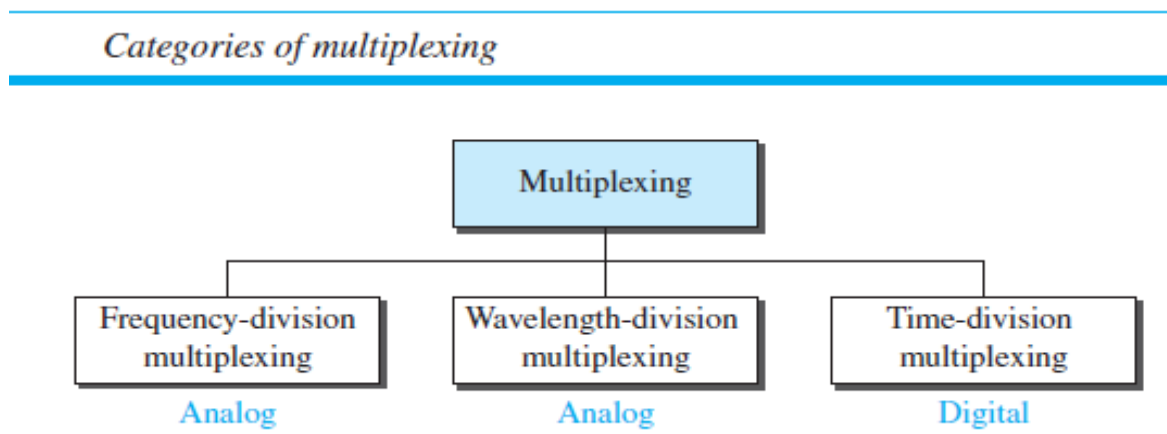 Categories of multiplexing
Multiplexing
Frequency-division
multiplexing
Analog
Wavelength-division
multiplexing
Analog
Time-division
multiplexing
Digital